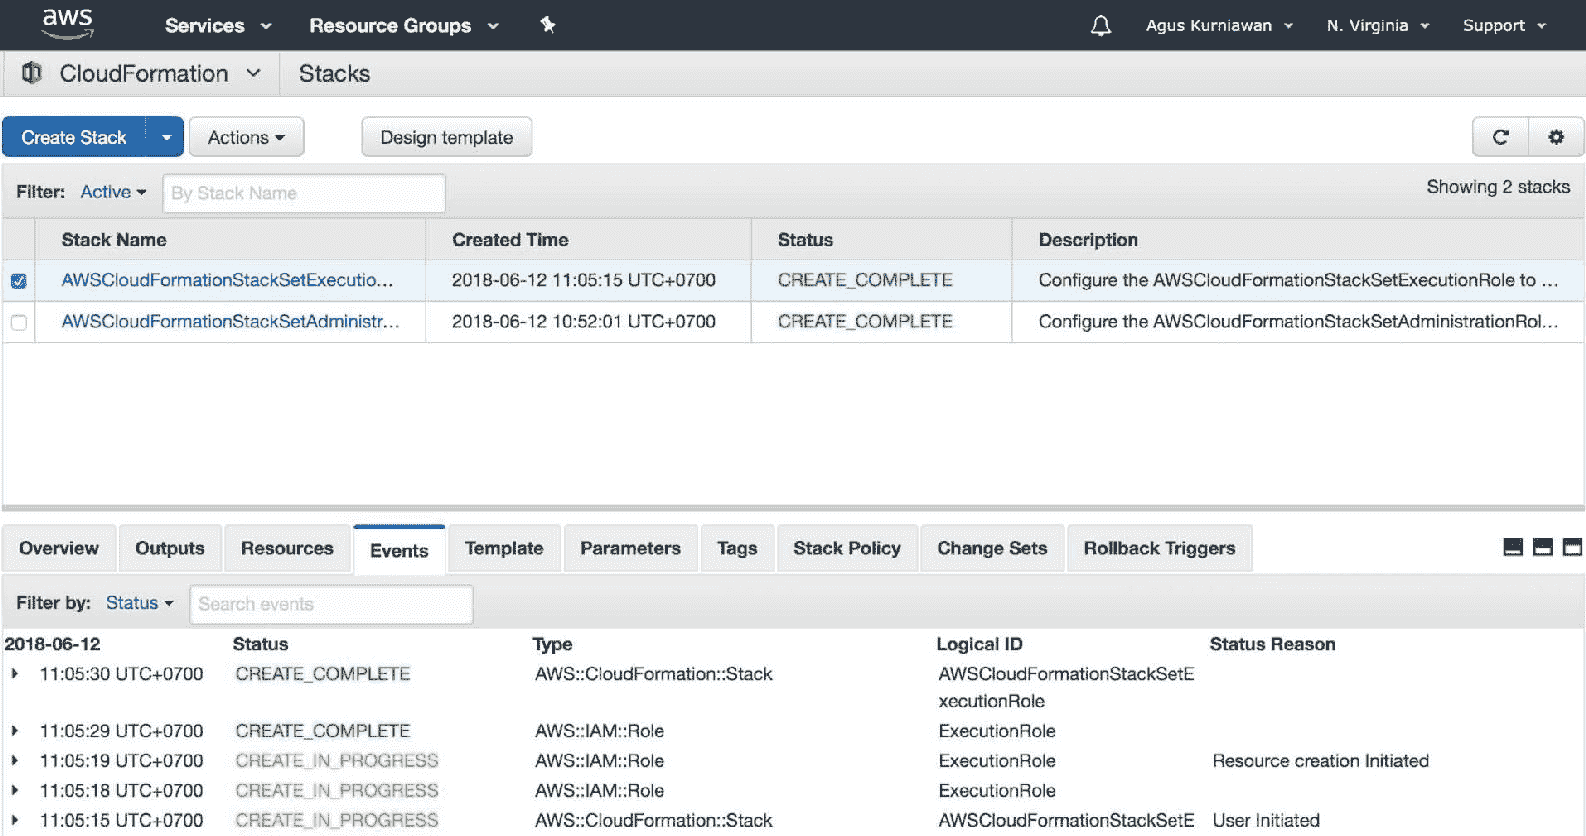 aws Services Resource Groups Agus Kurniawan N. Virginia Support
CloudFormation Stacks
Create Stack Actions Design template
Filter: Active By Stack Name Showing 2 stacks
Stack Name Created Time Status Description
AWSCloudFormationStackSetExecutio... 2018-06-12 11:05:15 UTC+0700 CREATE_COMPLETE Configure the AWSCloudFormationStackSetExecutionRole to ...
AWSCloudFormationStackSetAdministr... 2018-06-12 10:52:01 UTC+0700 CREATE_COMPLETE Configure the AWSCloudFormationStackSetAdministrationRol...
Overview Outputs Resources Events Template Parameters Tags Stack Policy Change Sets Rollback Triggers
Filter by: Status Search events
2018-06-12 Status Type Logical ID Status Reason
11:05:30 UTC+0700 CREATE_COMPLETE AWS::CloudFormation::Stack AWSCloudFormationStackSetE
xecutionRole
11:05:29 UTC+0700 CREATE_COMPLETE AWS::IAM::Role ExecutionRole
11:05:19 UTC+0700 CREATE_IN_PROGRESS AWS::IAM::Role ExecutionRole Resource creation Initiated
11:05:18 UTC+0700 CREATE_IN_PROGRESS AWS::IAM::Role ExecutionRole
11:05:15 UTC+0700 CREATE_IN_PROGRESS AWS::CloudFormation::Stack AWSCloudFormationStackSetE User Initiated